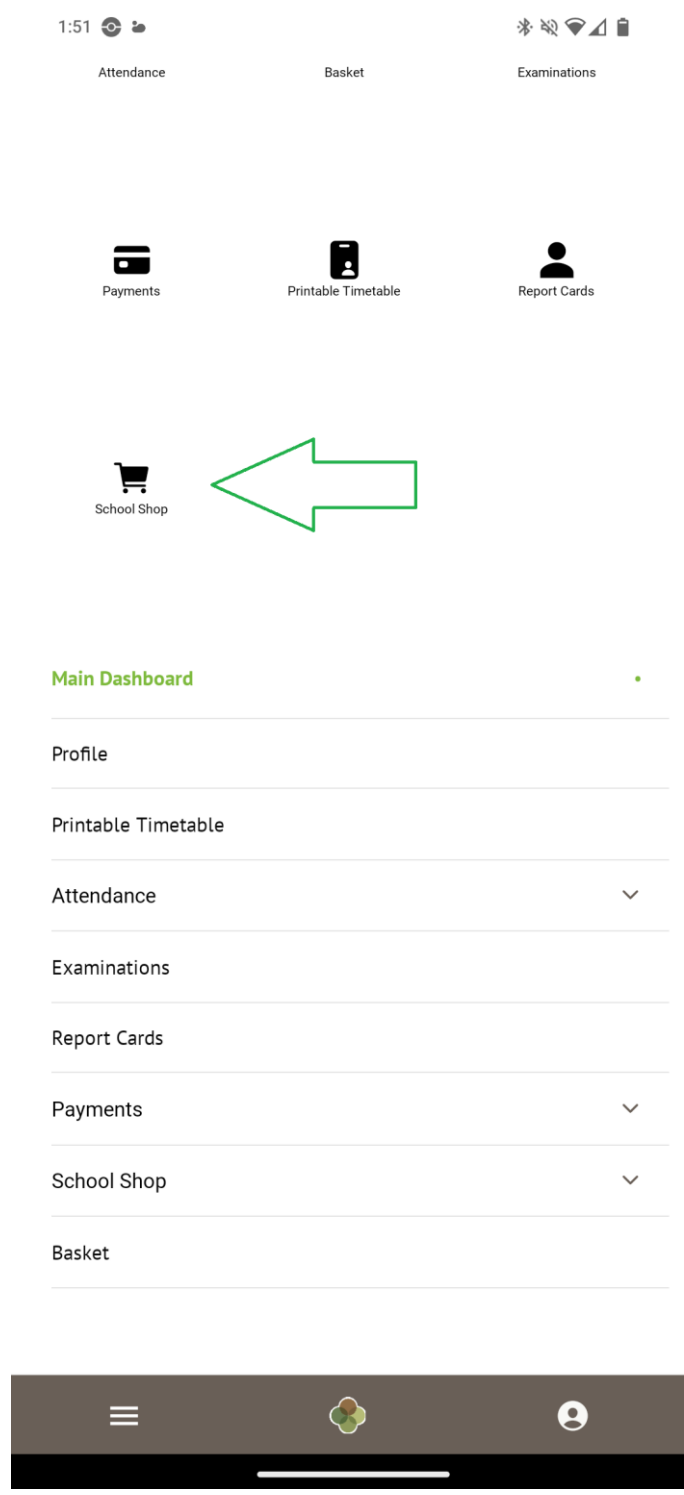 1:51
Attendance Basket Examinations
Payments Printable Timetable Report Cards
School Shop
Main Dashboard
Profile
Printable Timetable
Attendance
Examinations
Report Cards
Payments
School Shop
Basket